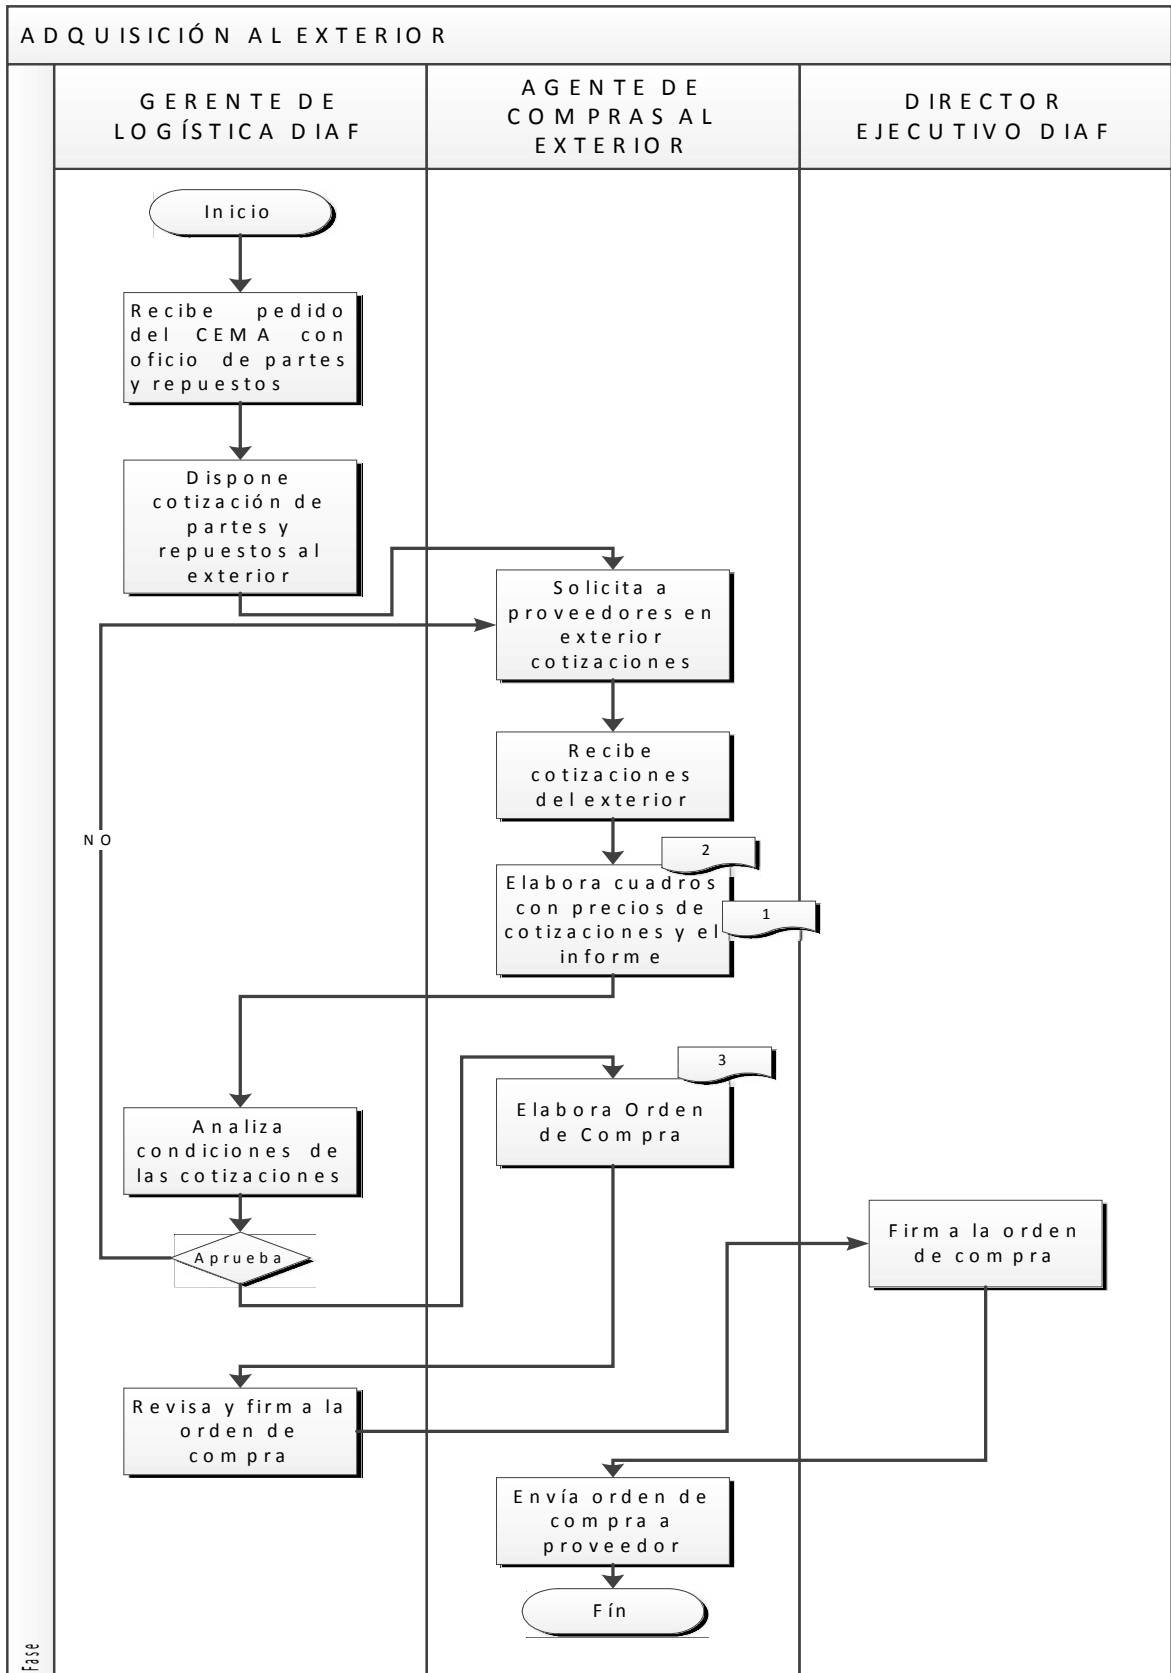 ADQUISICIÓN AL EXTERIOR
GERENTE DE
LOGÍSTICA DIAF
AGENTE DE
COMPRAS AL
EXTERIOR
DIRECTOR
EJECUTIVO DIAF
Inicio
Recibe pedido
del CEMA con
oficio de partes
y repuestos
Dispone
cotización de
partes y
repuestos al
exterior
Solicita a
proveedores en
exterior
cotizaciones
Recibe
cotizaciones
del exterior
NO
2
Elabora cuadros
con precios de
cotizaciones y el
informe
1
3
Elabora Orden
de Compra
Analiza
condiciones de
las cotizaciones
Aprueba
Firma la orden
de compra
Revisa y firma la
orden de
compra
Envía orden de
compra a
proveedor
Fín
Fase